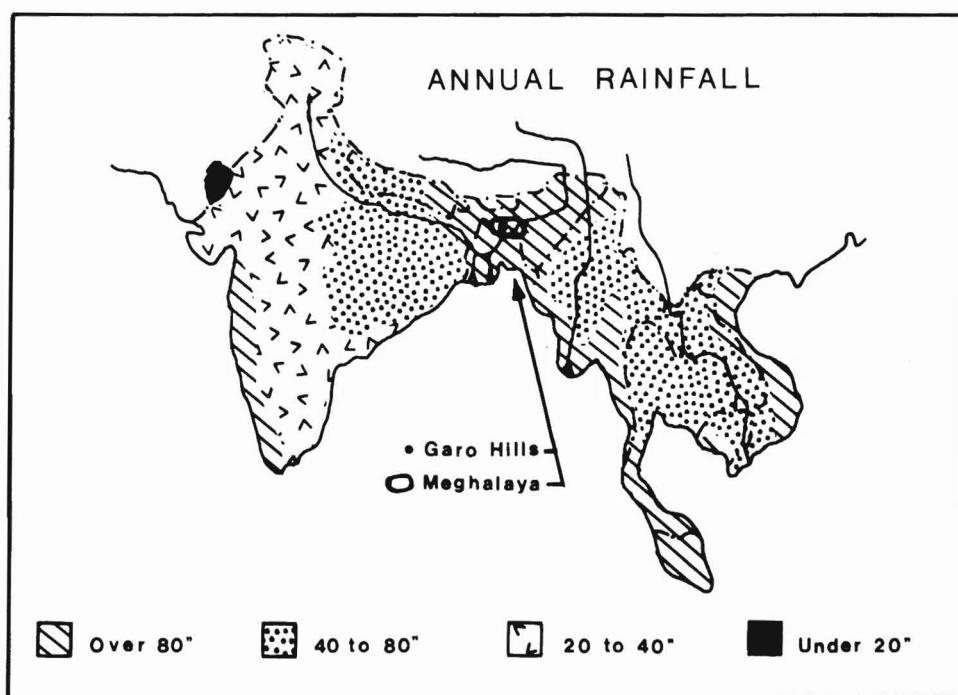 ANNUAL RAINFALL
Garo Hills
Meghalaya
Over 80"
40 to 80"
20 to 40"
Under 20"